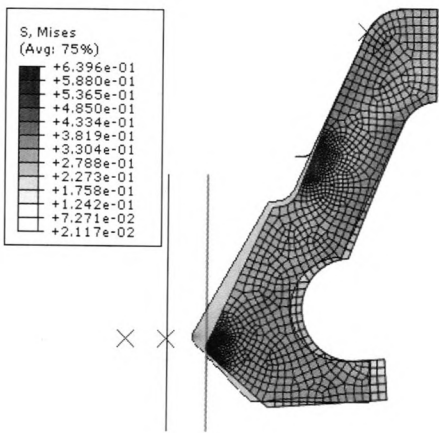 S, Mises
(Avg: 75%)
+6.396e-01
+5.880e-01
+5.365e-01
+4.850e-01
+4.334e-01
+3.819e-01
+3.304e-01
+2.788e-01
+2.273e-01
+1.758e-01
+1.242e-01
+7.271e-02
+2.117e-02